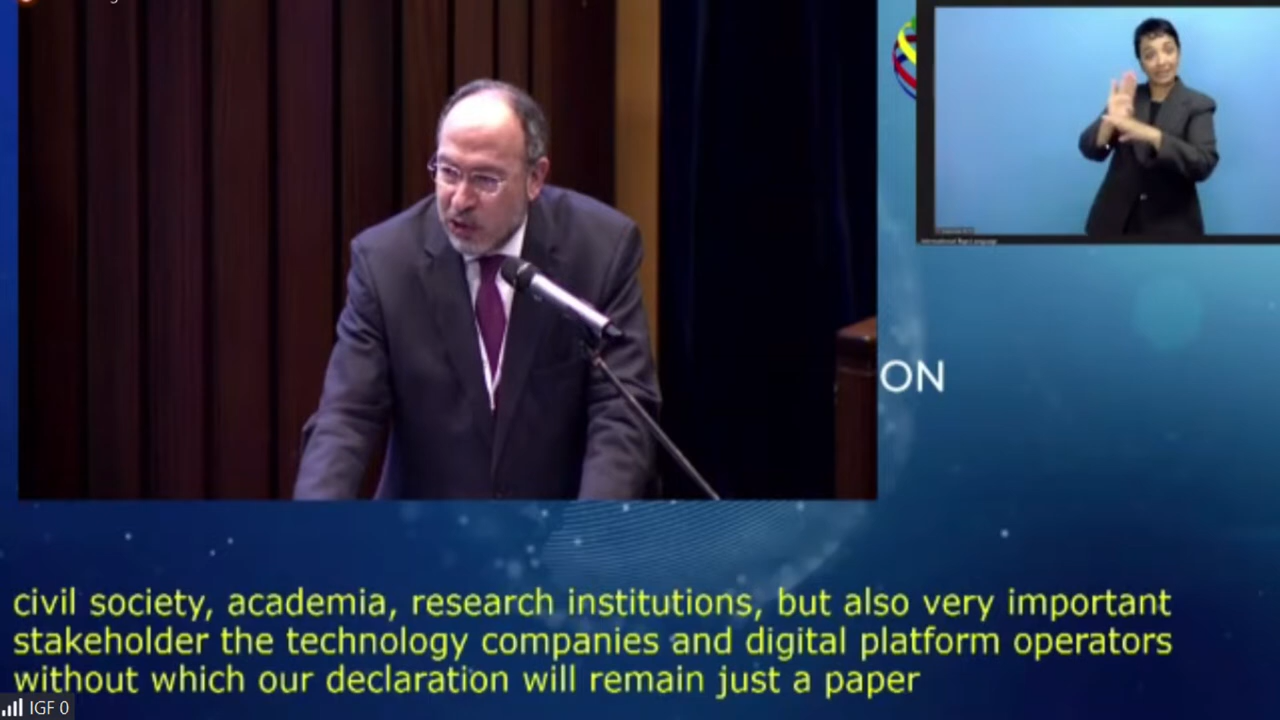 ON
civil society, academia, research institutions, but also very important
stakeholder the technology companies and digital platform operators
without which our declaration will remain just a paper
IGF 0